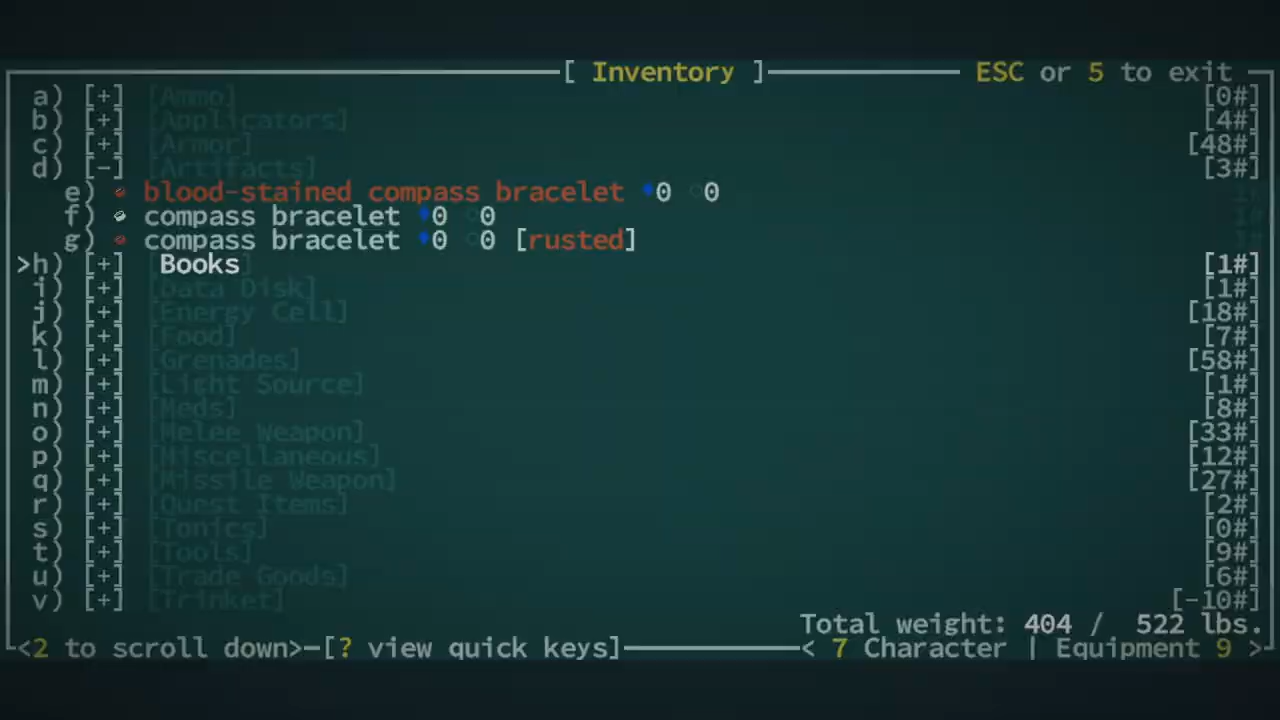 [ Inventory ] ESC or 5 to exit
a) [+] [Ammo] [0#]
b) [+] [Applicators] [4#]
c) [+] [Armor] [48#]
d) [-] [Artifacts] [3#]
e) blood-stained compass bracelet ♦0 ○0
f) compass bracelet ♦0 ○0
g) compass bracelet ♦0 ○0 [rusted]
>h) [+] Books [1#]
i) [+] [Data Disk] [1#]
j) [+] [Energy Cell] [18#]
k) [+] [Food] [7#]
l) [+] [Grenades] [58#]
m) [+] [Light Source] [1#]
n) [+] [Meds] [8#]
o) [+] [Melee Weapon] [33#]
p) [+] [Miscellaneous] [12#]
q) [+] [Missile Weapon] [27#]
r) [+] [Quest Items] [2#]
s) [+] [Tonics] [0#]
t) [+] [Tools] [9#]
u) [+] [Trade Goods] [6#]
v) [+] [Trinket] [-10#]
Total weight: 404 / 522 lbs.
<2 to scroll down> [? view quick keys] < 7 Character | Equipment 9 >